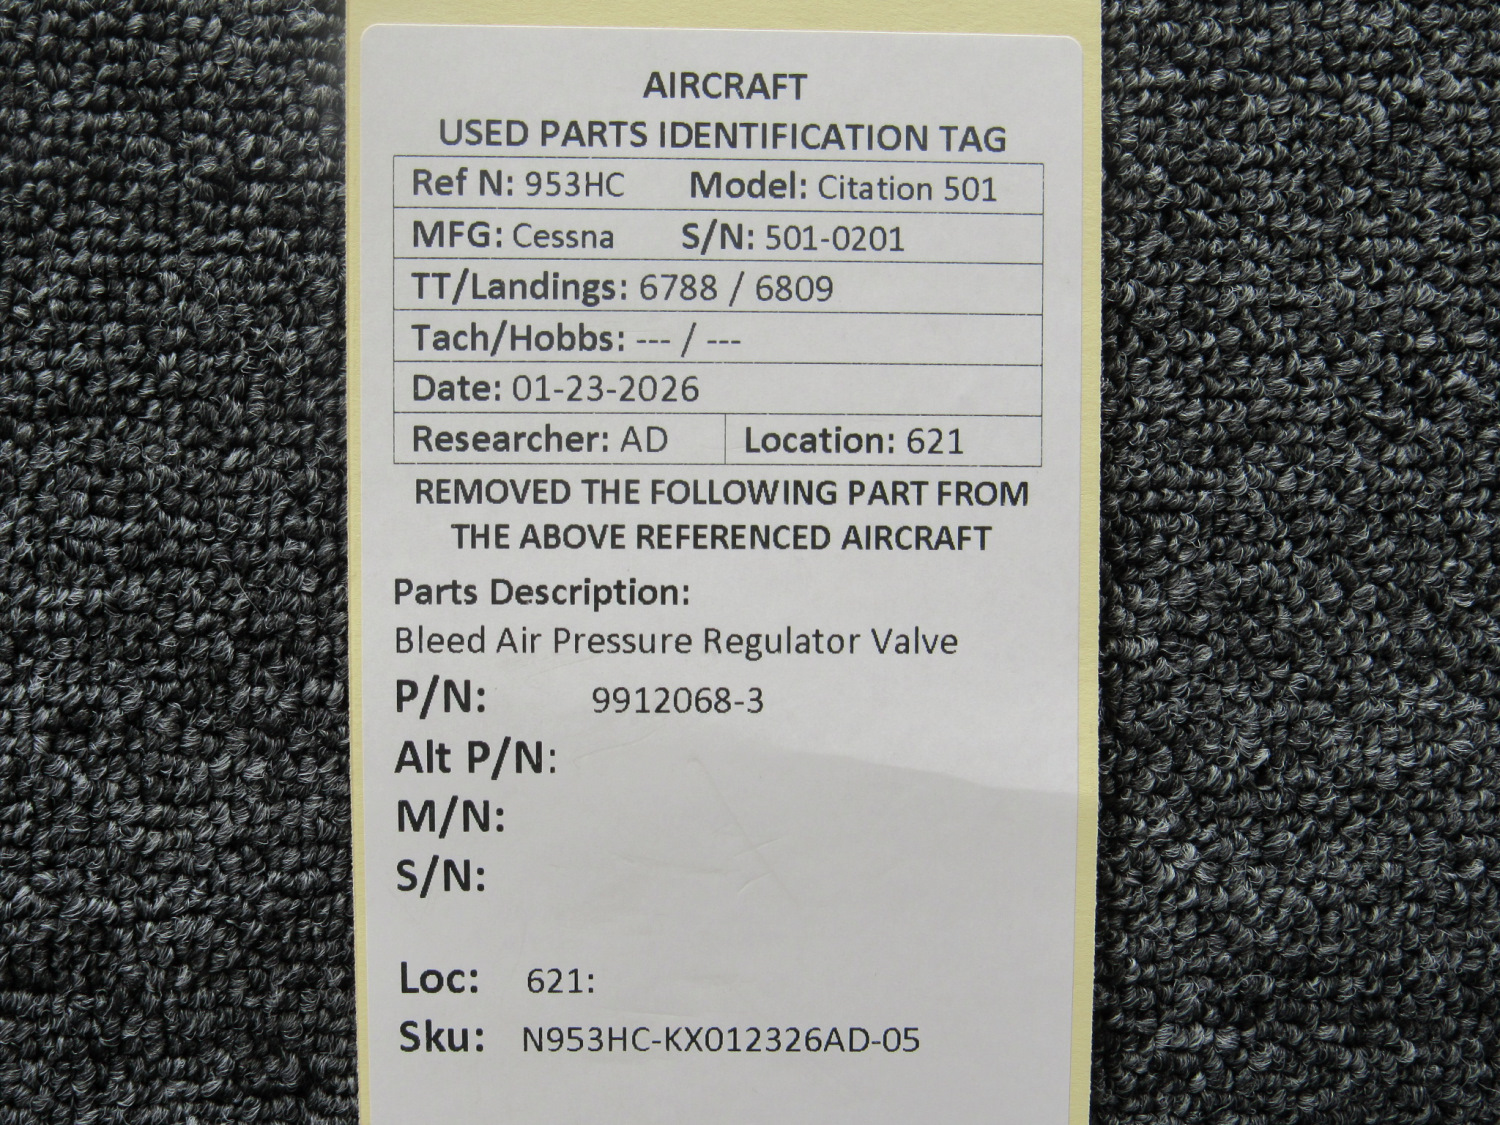 AIRCRAFT
USED PARTS IDENTIFICATION TAG
Ref N: 953HC Model: Citation 501
MFG: Cessna S/N: 501-0201
TT/Landings: 6788 / 6809
Tach/Hobbs: --- / ---
Date: 01-23-2026
Researcher: AD Location: 621
REMOVED THE FOLLOWING PART FROM
THE ABOVE REFERENCED AIRCRAFT
Parts Description:
Bleed Air Pressure Regulator Valve
P/N: 9912068-3
Alt P/N:
M/N:
S/N:
Loc: 621:
Sku: N953HC-KX012326AD-05